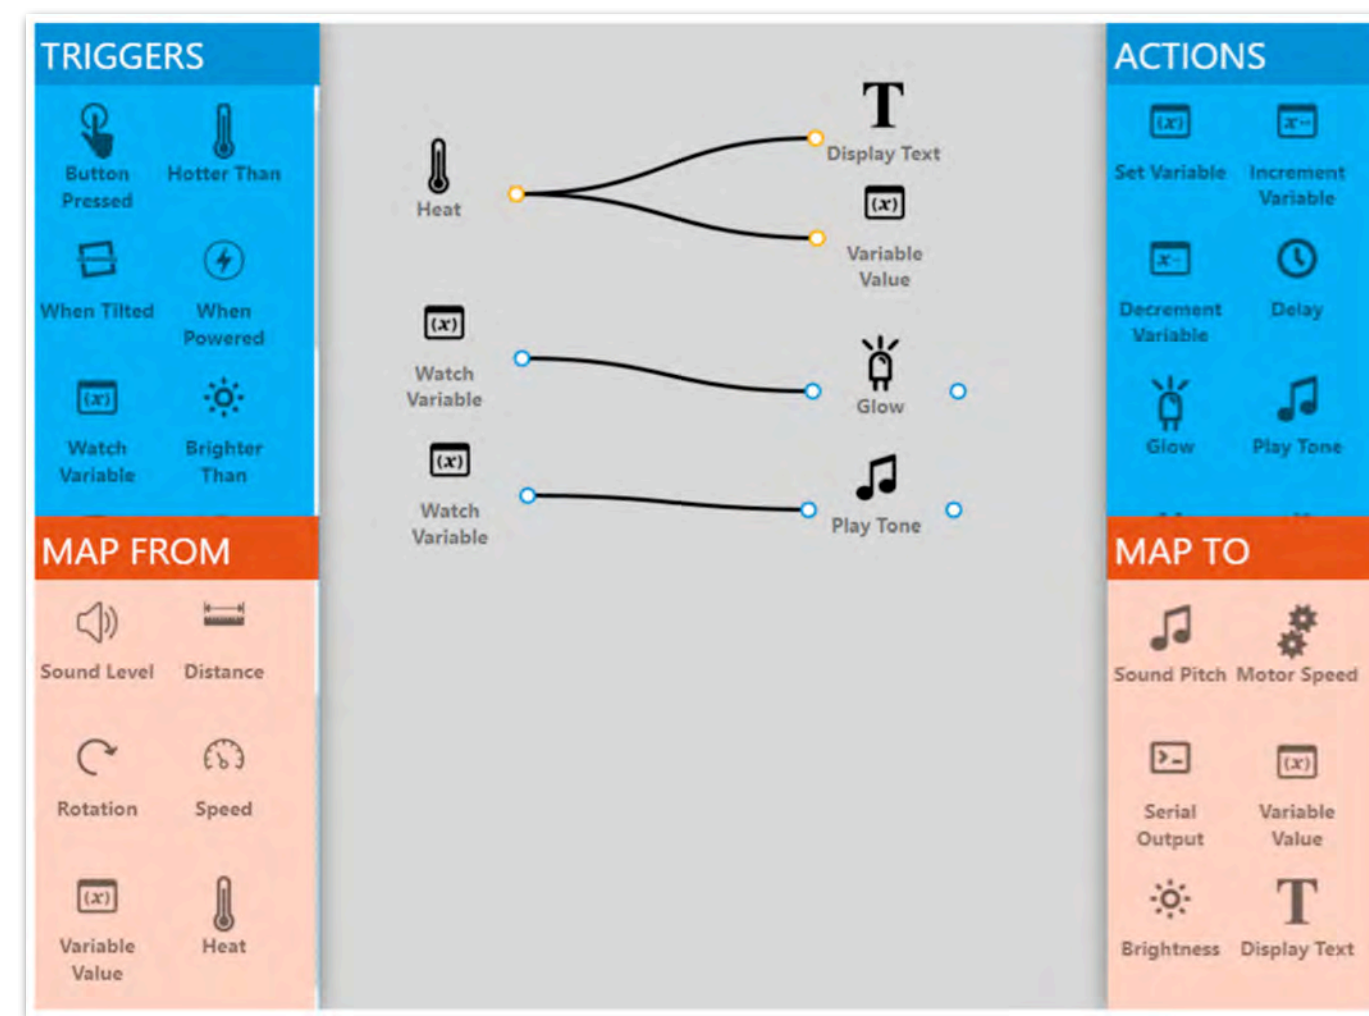 TRIGGERS
Button
Pressed
Hotter Than
When Tilted
When
Powered
(x)
Watch
Variable
Brighter
Than
MAP FROM
Sound Level
Distance
Rotation
Speed
(x)
Variable
Value
Heat
Heat
T
Display Text
(x)
Variable
Value
(x)
Watch
Variable
Glow
(x)
Watch
Variable
Play Tone
ACTIONS
(x)
Set Variable
x++
Increment
Variable
x--
Decrement
Variable
Delay
Glow
Play Tone
MAP TO
Sound Pitch
Motor Speed
>_
Serial
Output
(x)
Variable
Value
Brightness
T
Display Text